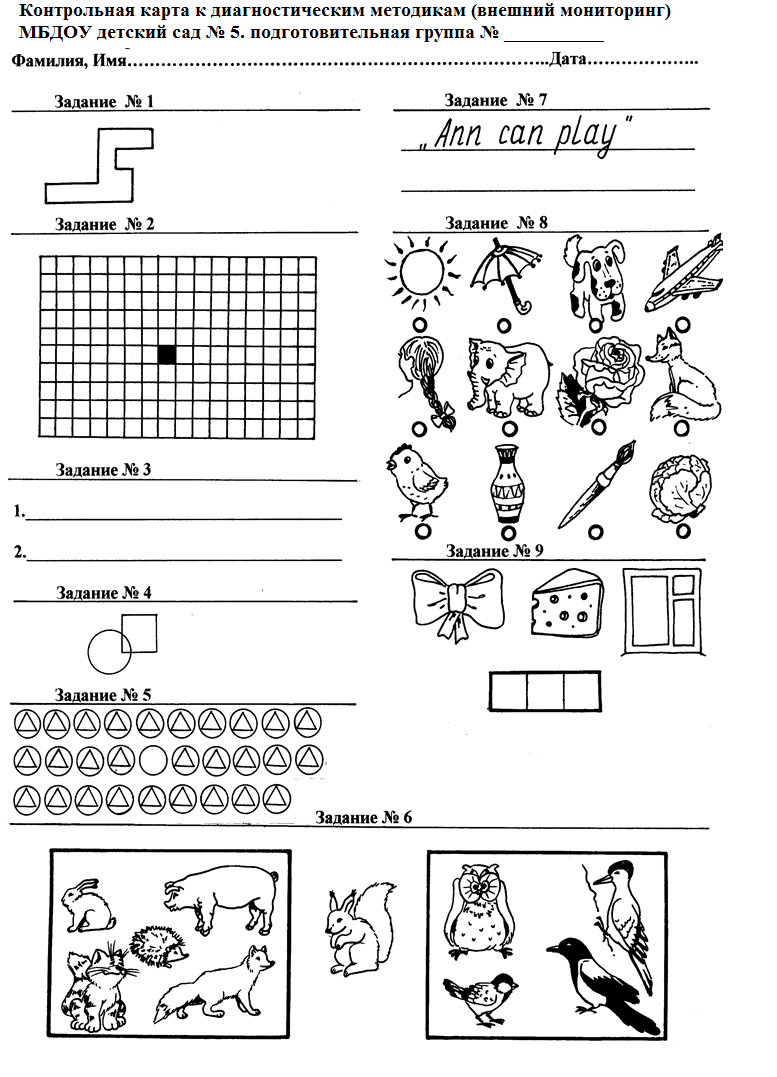 Контрольная карта к диагностическим методикам (внешний мониторинг)
МБДОУ детский сад № 5. подготовительная группа № __________
Фамилия, Имя…………………………………………………………..Дата………………..
Задание № 1
Задание № 2
Задание № 3
1.
2.
Задание № 4
Задание № 5
Задание № 7
„Ann can play”
Задание № 8
Задание № 9
Задание № 6